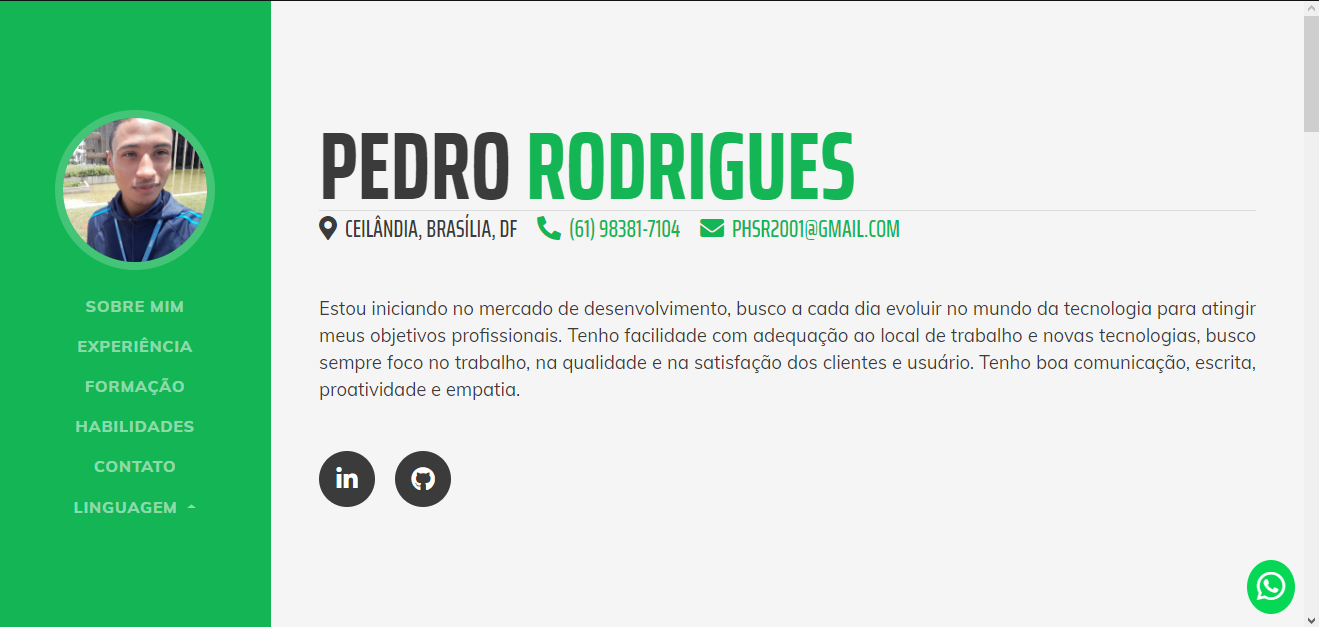 SOBRE MIM
EXPERIÊNCIA
FORMAÇÃO
HABILIDADES
CONTATO
LINGUAGEM
PEDRO RODRIGUES
CEILÂNDIA, BRASÍLIA, DF (61) 98381-7104 PHSR2001@GMAIL.COM
Estou iniciando no mercado de desenvolvimento, busco a cada dia evoluir no mundo da tecnologia para atingir
meus objetivos profissionais. Tenho facilidade com adequação ao local de trabalho e novas tecnologias, busco
sempre foco no trabalho, na qualidade e na satisfação dos clientes e usuário. Tenho boa comunicação, escrita,
proatividade e empatia.
in